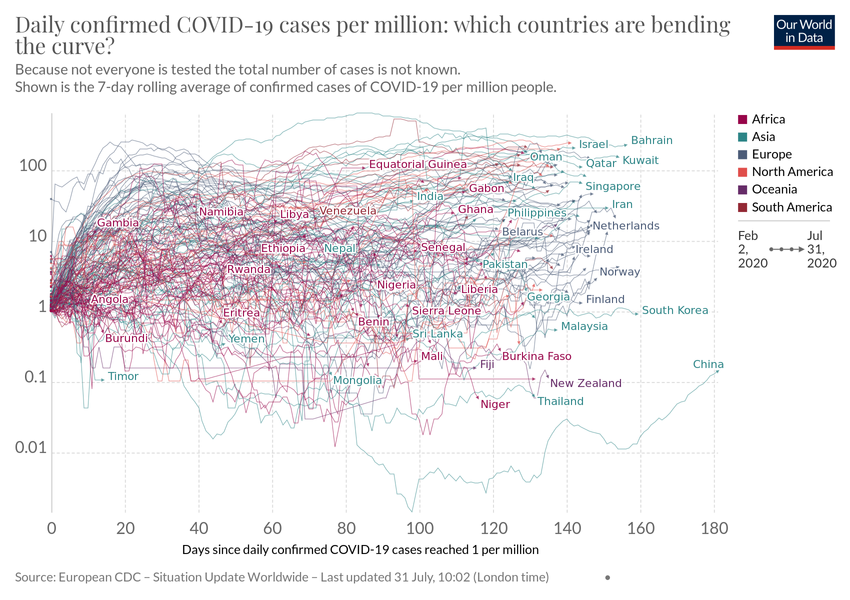 Daily confirmed COVID-19 cases per million: which countries are bending
the curve?
Our World
in Data
Because not everyone is tested the total number of cases is not known.
Shown is the 7-day rolling average of confirmed cases of COVID-19 per million people.
Africa
Asia
Europe
North America
Oceania
South America
Feb
2,
2020
Jul
31,
2020
100
10
1
0.1
0.01
Israel
Bahrain
Oman
Equatorial Guinea
Qatar
Kuwait
Iraq
Gabon
Singapore
India
Iran
Namibia
Libya
Venezuela
Ghana
Philippines
Gambia
Belarus
Netherlands
Ethiopia
Nepal
Senegal
Ireland
Rwanda
Pakistan
Norway
Nigeria
Liberia
Angola
Georgia
Finland
Eritrea
Benin
Sierra Leone
South Korea
Malaysia
Burundi
Yemen
Sri Lanka
Mali
Burkina Faso
Fiji
China
Timor
Mongolia
New Zealand
Niger
Thailand
0
20
40
60
80
100
120
140
160
180
Days since daily confirmed COVID-19 cases reached 1 per million
Source: European CDC – Situation Update Worldwide – Last updated 31 July, 10:02 (London time)